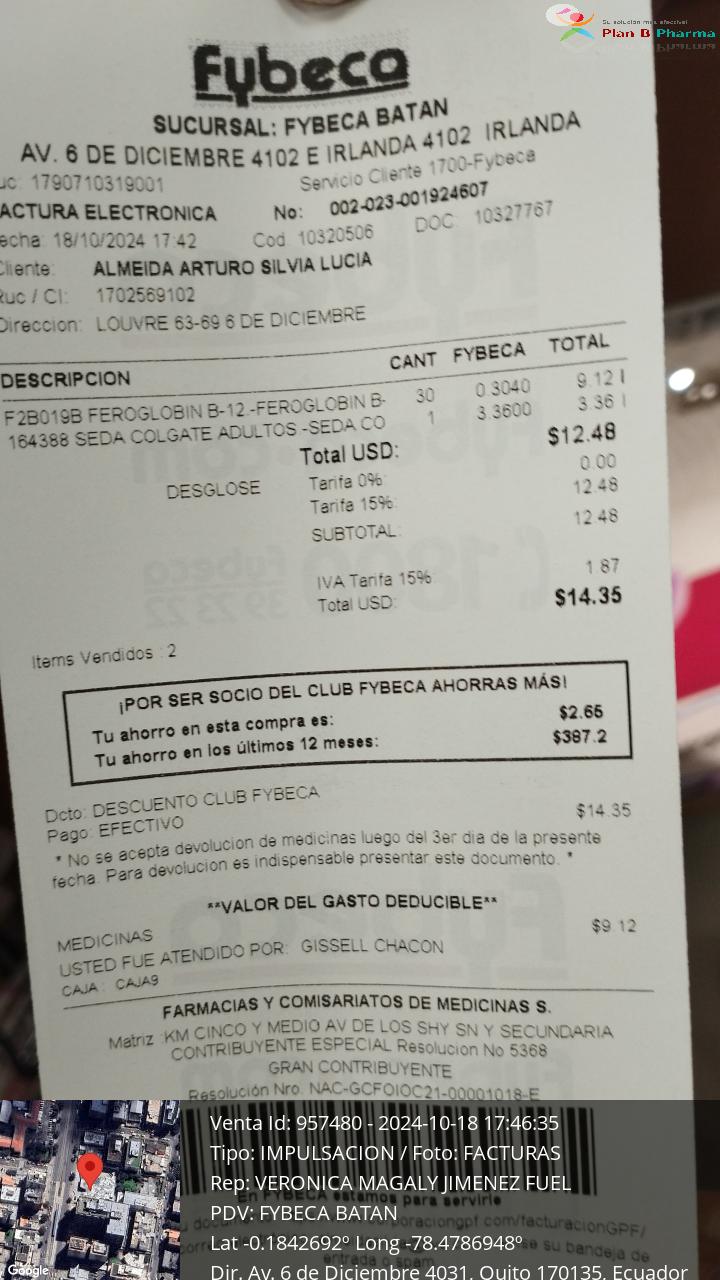 Su solución más efectiva!
Plan B Pharma
Fybeca
SUCURSAL: FYBECA BATAN
AV. 6 DE DICIEMBRE 4102 E IRLANDA 4102 IRLANDA
uc: 1790710319001 Servicio Cliente 1700-Fybeca
ACTURA ELECTRONICA No: 002-023-001924607
echa: 18/10/2024 17:42 Cod: 10320506 DOC: 10327767
Cliente: ALMEIDA ARTURO SILVIA LUCIA
Ruc / CI: 1702569102
Direccion: LOUVRE 63-69 6 DE DICIEMBRE
DESCRIPCION CANT FYBECA TOTAL
F2B019B FEROGLOBIN B-12.-FEROGLOBIN B- 30 0.3040 9.12 I
164388 SEDA COLGATE ADULTOS.-SEDA CO 1 3.3600 3.36 I
Total USD: $12.48
DESGLOSE Tarifa 0%: 0.00
Tarifa 15%: 12.48
SUBTOTAL: 12.48
IVA Tarifa 15%: 1.87
Total USD: $14.35
Items Vendidos : 2
¡POR SER SOCIO DEL CLUB FYBECA AHORRAS MÁS!
Tu ahorro en esta compra es: $2.65
Tu ahorro en los últimos 12 meses: $387.2
Dcto: DESCUENTO CLUB FYBECA
Pago: EFECTIVO $14.35
* No se acepta devolucion de medicinas luego del 3er dia de la presente
fecha. Para devolucion es indispensable presentar este documento. *
**VALOR DEL GASTO DEDUCIBLE**
MEDICINAS $9.12
USTED FUE ATENDIDO POR: GISSELL CHACON
CAJA : CAJA9
FARMACIAS Y COMISARIATOS DE MEDICINAS S.
Matriz :KM CINCO Y MEDIO AV DE LOS SHY SN Y SECUNDARIA
CONTRIBUYENTE ESPECIAL Resolucion No 5368
GRAN CONTRIBUYENTE
Resolución Nro. NAC-GCFOIOC21-00001018-E
Venta Id: 957480 - 2024-10-18 17:46:35
Tipo: IMPULSACION / Foto: FACTURAS
Rep: VERONICA MAGALY JIMENEZ FUEL
En FYBECA estamos para servirle
PDV: FYBECA BATAN
Lat -0.1842692º Long -78.4786948º
Dir. Av. 6 de Diciembre 4031, Quito 170135, Ecuador
Google